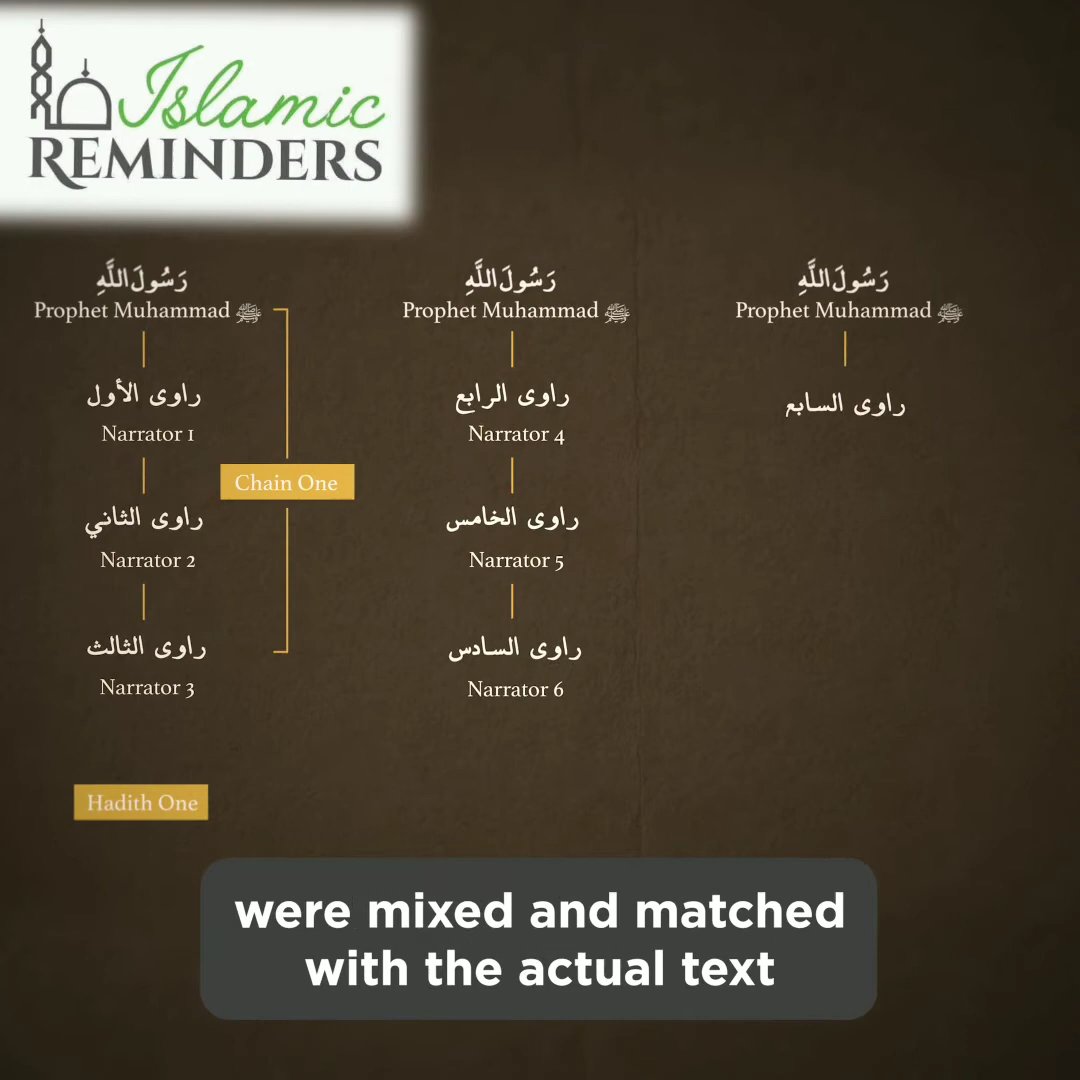 Islamic
REMINDERS
رَسُولَ اللَّهِ
Prophet Muhammad ﷺ
راوى الأول
Narrator 1
راوى الثاني
Narrator 2
راوى الثالث
Narrator 3
Chain One
Hadith One
رَسُولَ اللَّهِ
Prophet Muhammad ﷺ
راوى الرابع
Narrator 4
راوى الخامس
Narrator 5
راوى السادس
Narrator 6
رَسُولَ اللَّهِ
Prophet Muhammad ﷺ
راوى السابع
were mixed and matched
with the actual text